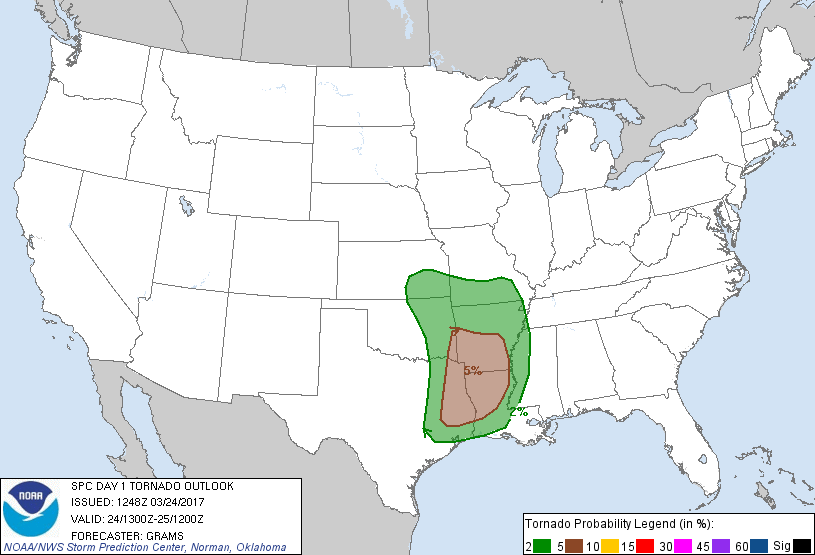 5%
2%
NOAA
SPC DAY 1 TORNADO OUTLOOK
ISSUED: 1248Z 03/24/2017
VALID: 24/1300Z-25/1200Z
FORECASTER: GRAMS
NOAA/NWS Storm Prediction Center, Norman, Oklahoma
Tornado Probability Legend (in %):
2 5 10 15 30 45 60 Sig